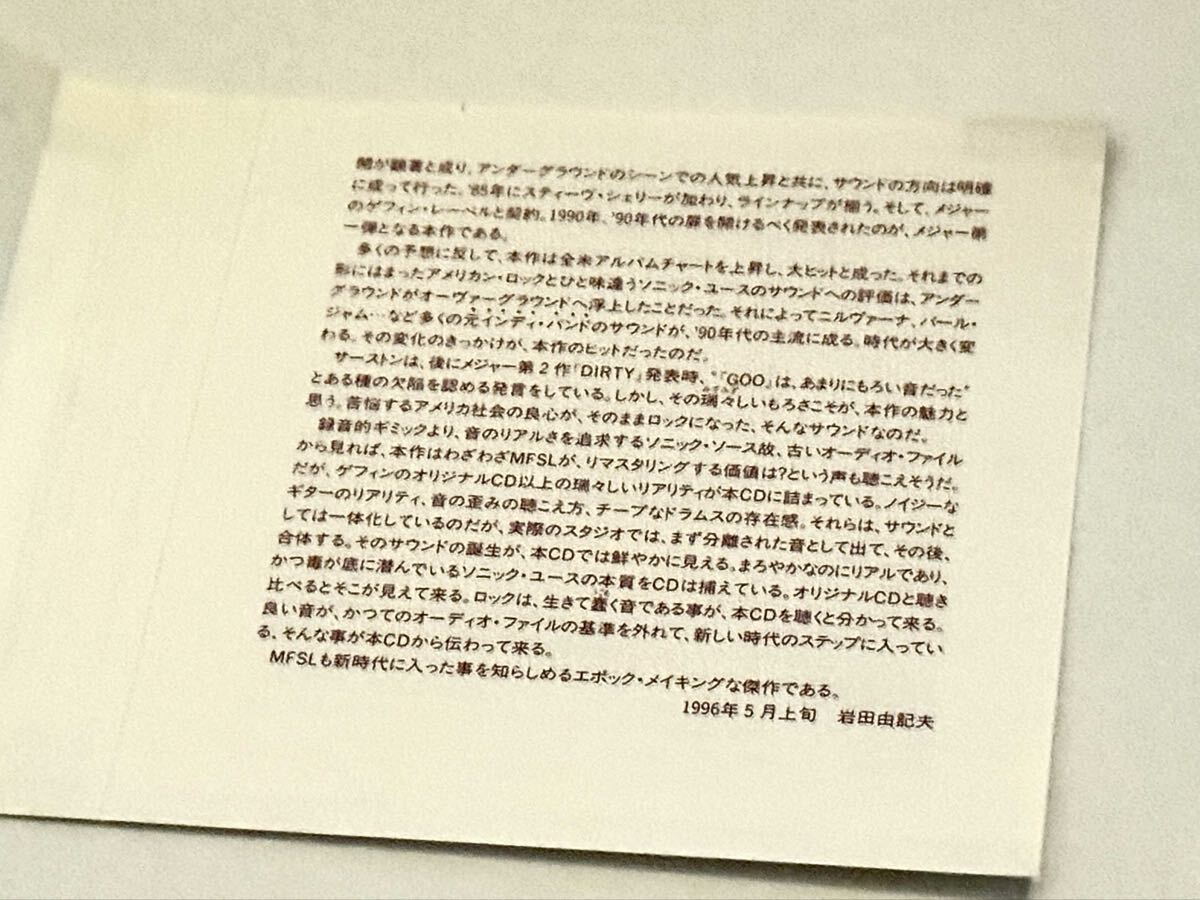 開が顕著と成り、アンダーグラウンドのシーンでの人気上昇と共に、サウンドの方向は明確
に成って行った。'85年にスティーヴ・シェリーが加わり、ラインナップが揃う。そして、メジャー
のゲフィン・レーベルと契約。1990年、'90年代の扉を開けるべく発表されたのが、メジャー第
一弾となる本作である。
多くの予想に反して、本作は全米アルバムチャートを上昇し、大ヒットと成った。それまでの
形にはまったアメリカン・ロックとひと味違うソニック・ユースのサウンドへの評価は、アンダー
グラウンドがオーヴァーグラウンドへ浮上したことだった。それによってニルヴァーナ、パール・
ジャム…など多くの元インディ・バンドのサウンドが、'90年代の主流に成る。時代が大きく変
わる。その変化のきっかけが、本作のヒットだったのだ。
サーストンは、後にメジャー第2作『DIRTY』発表時、“『GOO』は、あまりにもろい音だった”
とある種の欠陥を認める発言をしている。しかし、その瑞々しいもろさこそが、本作の魅力と
思う。苦悩するアメリカ社会の良心が、そのままロックになった、そんなサウンドなのだ。
録音的ギミックより、音のリアルさを追求するソニック・ソース故、古いオーディオ・ファイル
から見れば、本作はわざわざMFSLが、リマスタリングする価値は?という声も聴こえそうだ。
だが、ゲフィンのオリジナルCD以上の瑞々しいリアリティが本CDに詰まっている。ノイジーな
ギターのリアリティ、音の歪みの聴こえ方、チープなドラムスの存在感。それらは、サウンドと
しては一体化しているのだが、実際のスタジオでは、まず分離された音として出て、その後、
合体する。そのサウンドの誕生が、本CDでは鮮やかに見える。まろやかなのにリアルであり、
かつ毒が底に潜んでいるソニック・ユースの本質をCDは捕えている。オリジナルCDと聴き
比べるとそこが見えて来る。ロックは、生きて蠢く音である事が、本CDを聴くと分かって来る。
良い音が、かつてのオーディオ・ファイルの基準を外れて、新しい時代のステップに入ってい
る、そんな事が本CDから伝わって来る。
MFSLも新時代に入った事を知らしめるエポック・メイキングな傑作である。
1996年5月上旬 岩田由記夫